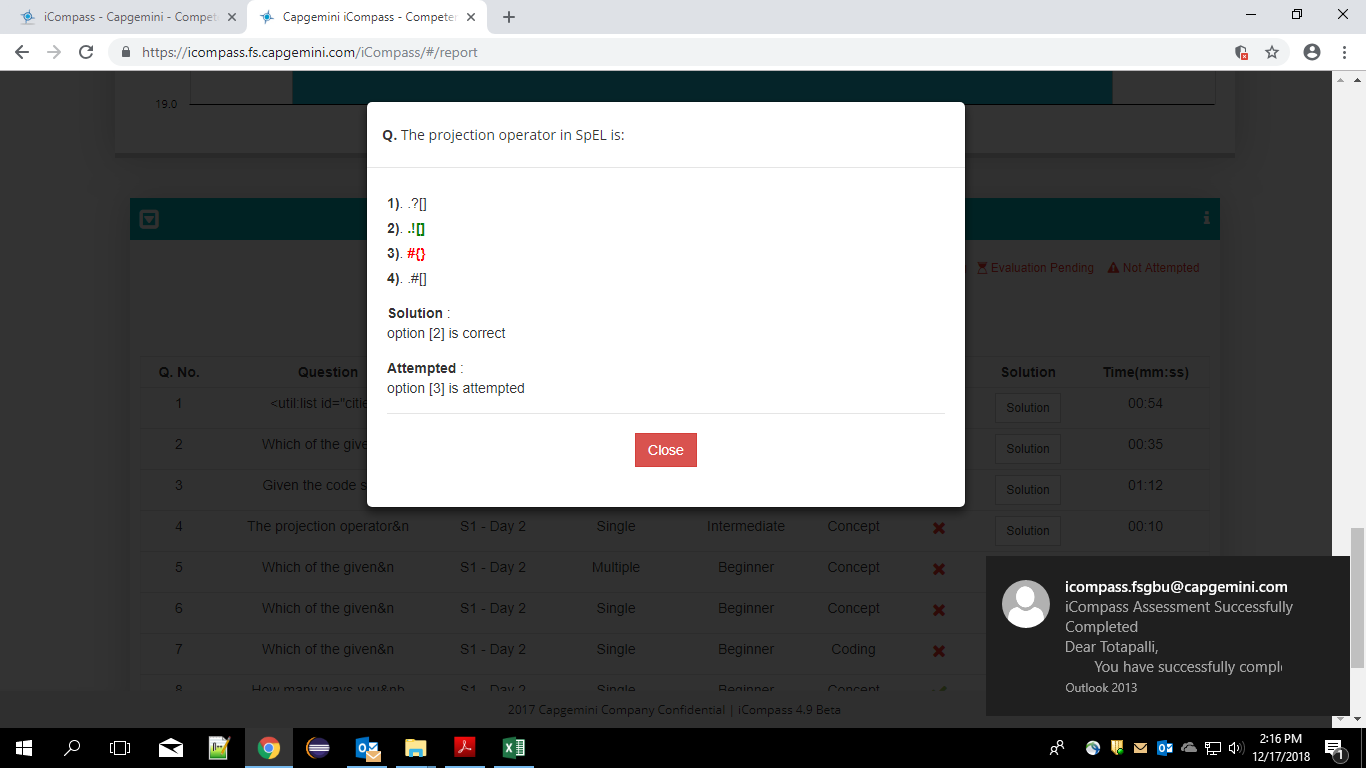 iCompass - Capgemini - Compet
Capgemini iCompass - Competer
https://icompass.fs.capgemini.com/iCompass/#/report
19.0
Q. The projection operator in SpEL is:
1). .?[]
2). .![]
3). #{}
4). .#[]
Solution :
option [2] is correct
Attempted :
option [3] is attempted
Close
Evaluation Pending Not Attempted
Q. No. Question Solution Time(mm:ss)
1 <util:list id="citie Solution 00:54
2 Which of the give Solution 00:35
3 Given the code s Solution 01:12
4 The projection operator&n S1 - Day 2 Single Intermediate Concept Solution 00:10
5 Which of the given&n S1 - Day 2 Multiple Beginner Concept
6 Which of the given&n S1 - Day 2 Single Beginner Concept
7 Which of the given&n S1 - Day 2 Single Beginner Coding
8 How many ways you&nb S1 - Day 2 Single Beginner Concept
2017 Capgemini Company Confidential | iCompass 4.9 Beta
icompass.fsgbu@capgemini.com
iCompass Assessment Successfully
Completed
Dear Totapalli,
You have successfully compl
Outlook 2013
2:16 PM
12/17/2018
1